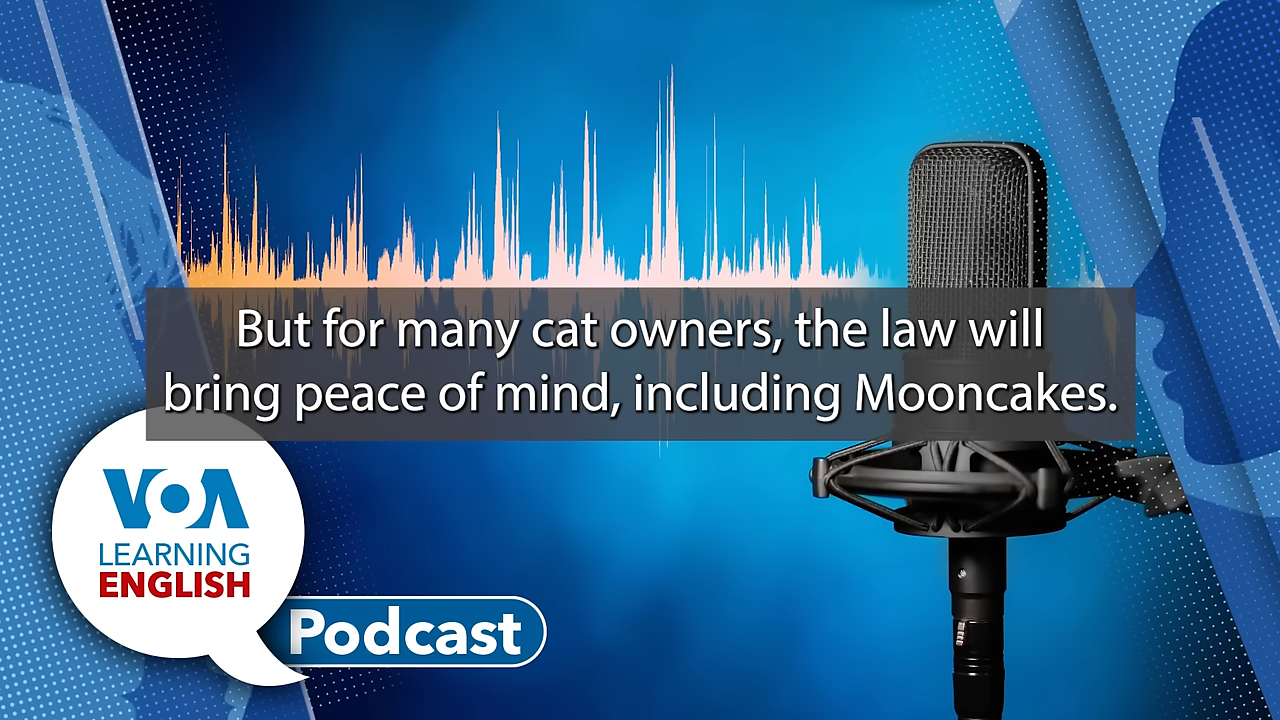 But for many cat owners, the law will
bring peace of mind, including Mooncakes.
VOA
LEARNING
ENGLISH
Podcast